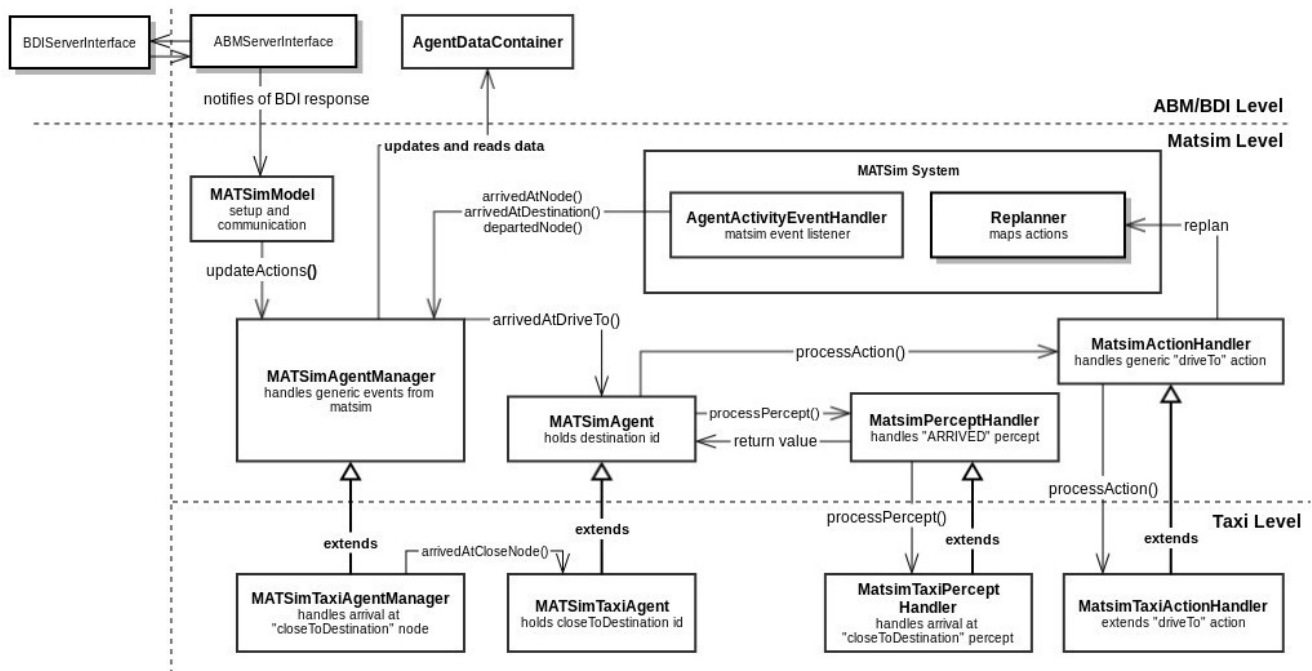 BDIServerInterface
ABMServerInterface
AgentDataContainer
notifies of BDI response
ABM/BDI Level
updates and reads data
Matsim Level
MATSim System
MATSimModel
setup and
communication
arrivedAtNode()
arrivedAtDestination()
departedNode()
AgentActivityEventHandler
matsim event listener
Replanner
maps actions
replan
updateActions()
arrivedAtDriveTo()
MATSimAgentManager
handles generic events from
matsim
processAction()
MatsimActionHandler
handles generic "driveTo" action
MATSimAgent
holds destination id
processPercept()
return value
MatsimPerceptHandler
handles "ARRIVED" percept
processAction()
processPercept()
Taxi Level
extends
arrivedAtCloseNode()
extends
extends
extends
MATSimTaxiAgentManager
handles arrival at
"closeToDestination" node
MATSimTaxiAgent
holds closeToDestination id
MatsimTaxiPercept
Handler
handles arrival at
"closeToDestination" percept
MatsimTaxiActionHandler
extends "driveTo" action